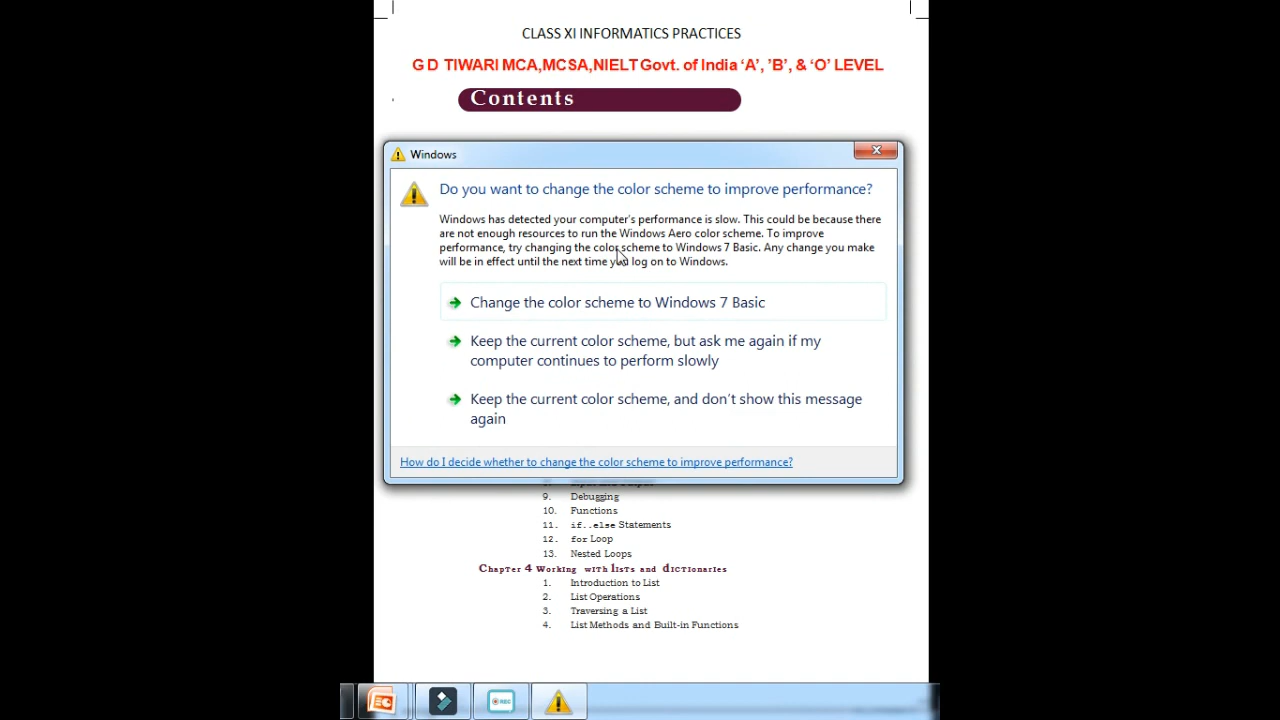 CLASS XI INFORMATICS PRACTICES
G D TIWARI MCA,MCSA,NIELT Govt. of India ‘A’, ’B’, & ‘O’ LEVEL
Contents
Windows
Do you want to change the color scheme to improve performance?
Windows has detected your computer's performance is slow. This could be because there
are not enough resources to run the Windows Aero color scheme. To improve
performance, try changing the color scheme to Windows 7 Basic. Any change you make
will be in effect until the next time you log on to Windows.
Change the color scheme to Windows 7 Basic
Keep the current color scheme, but ask me again if my
computer continues to perform slowly
Keep the current color scheme, and don't show this message
again
How do I decide whether to change the color scheme to improve performance?
9. Debugging
10. Functions
11. if..else Statements
12. for Loop
13. Nested Loops
Chapter 4 Working with lists and dictionaries
1. Introduction to List
2. List Operations
3. Traversing a List
4. List Methods and Built-in Functions
REC